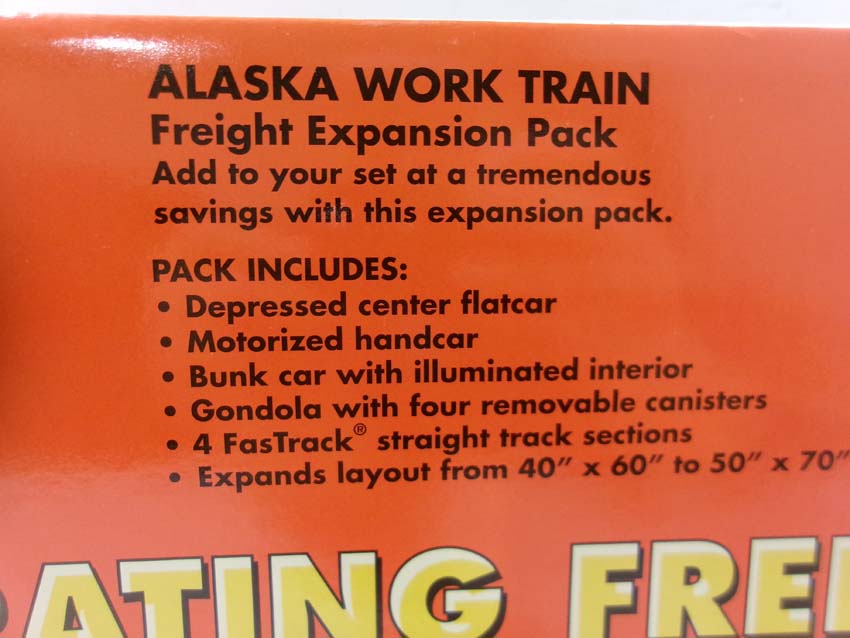 ALASKA WORK TRAIN
Freight Expansion Pack
Add to your set at a tremendous
savings with this expansion pack.
PACK INCLUDES:
• Depressed center flatcar
• Motorized handcar
• Bunk car with illuminated interior
• Gondola with four removable canisters
• 4 FasTrack® straight track sections
• Expands layout from 40” x 60” to 50” x 70”